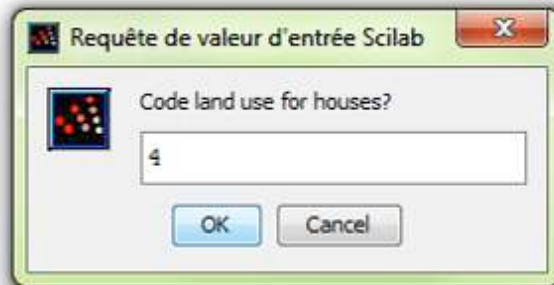 Requête de valeur d'entrée Scilab
Code land use for houses?
4
OK
Cancel